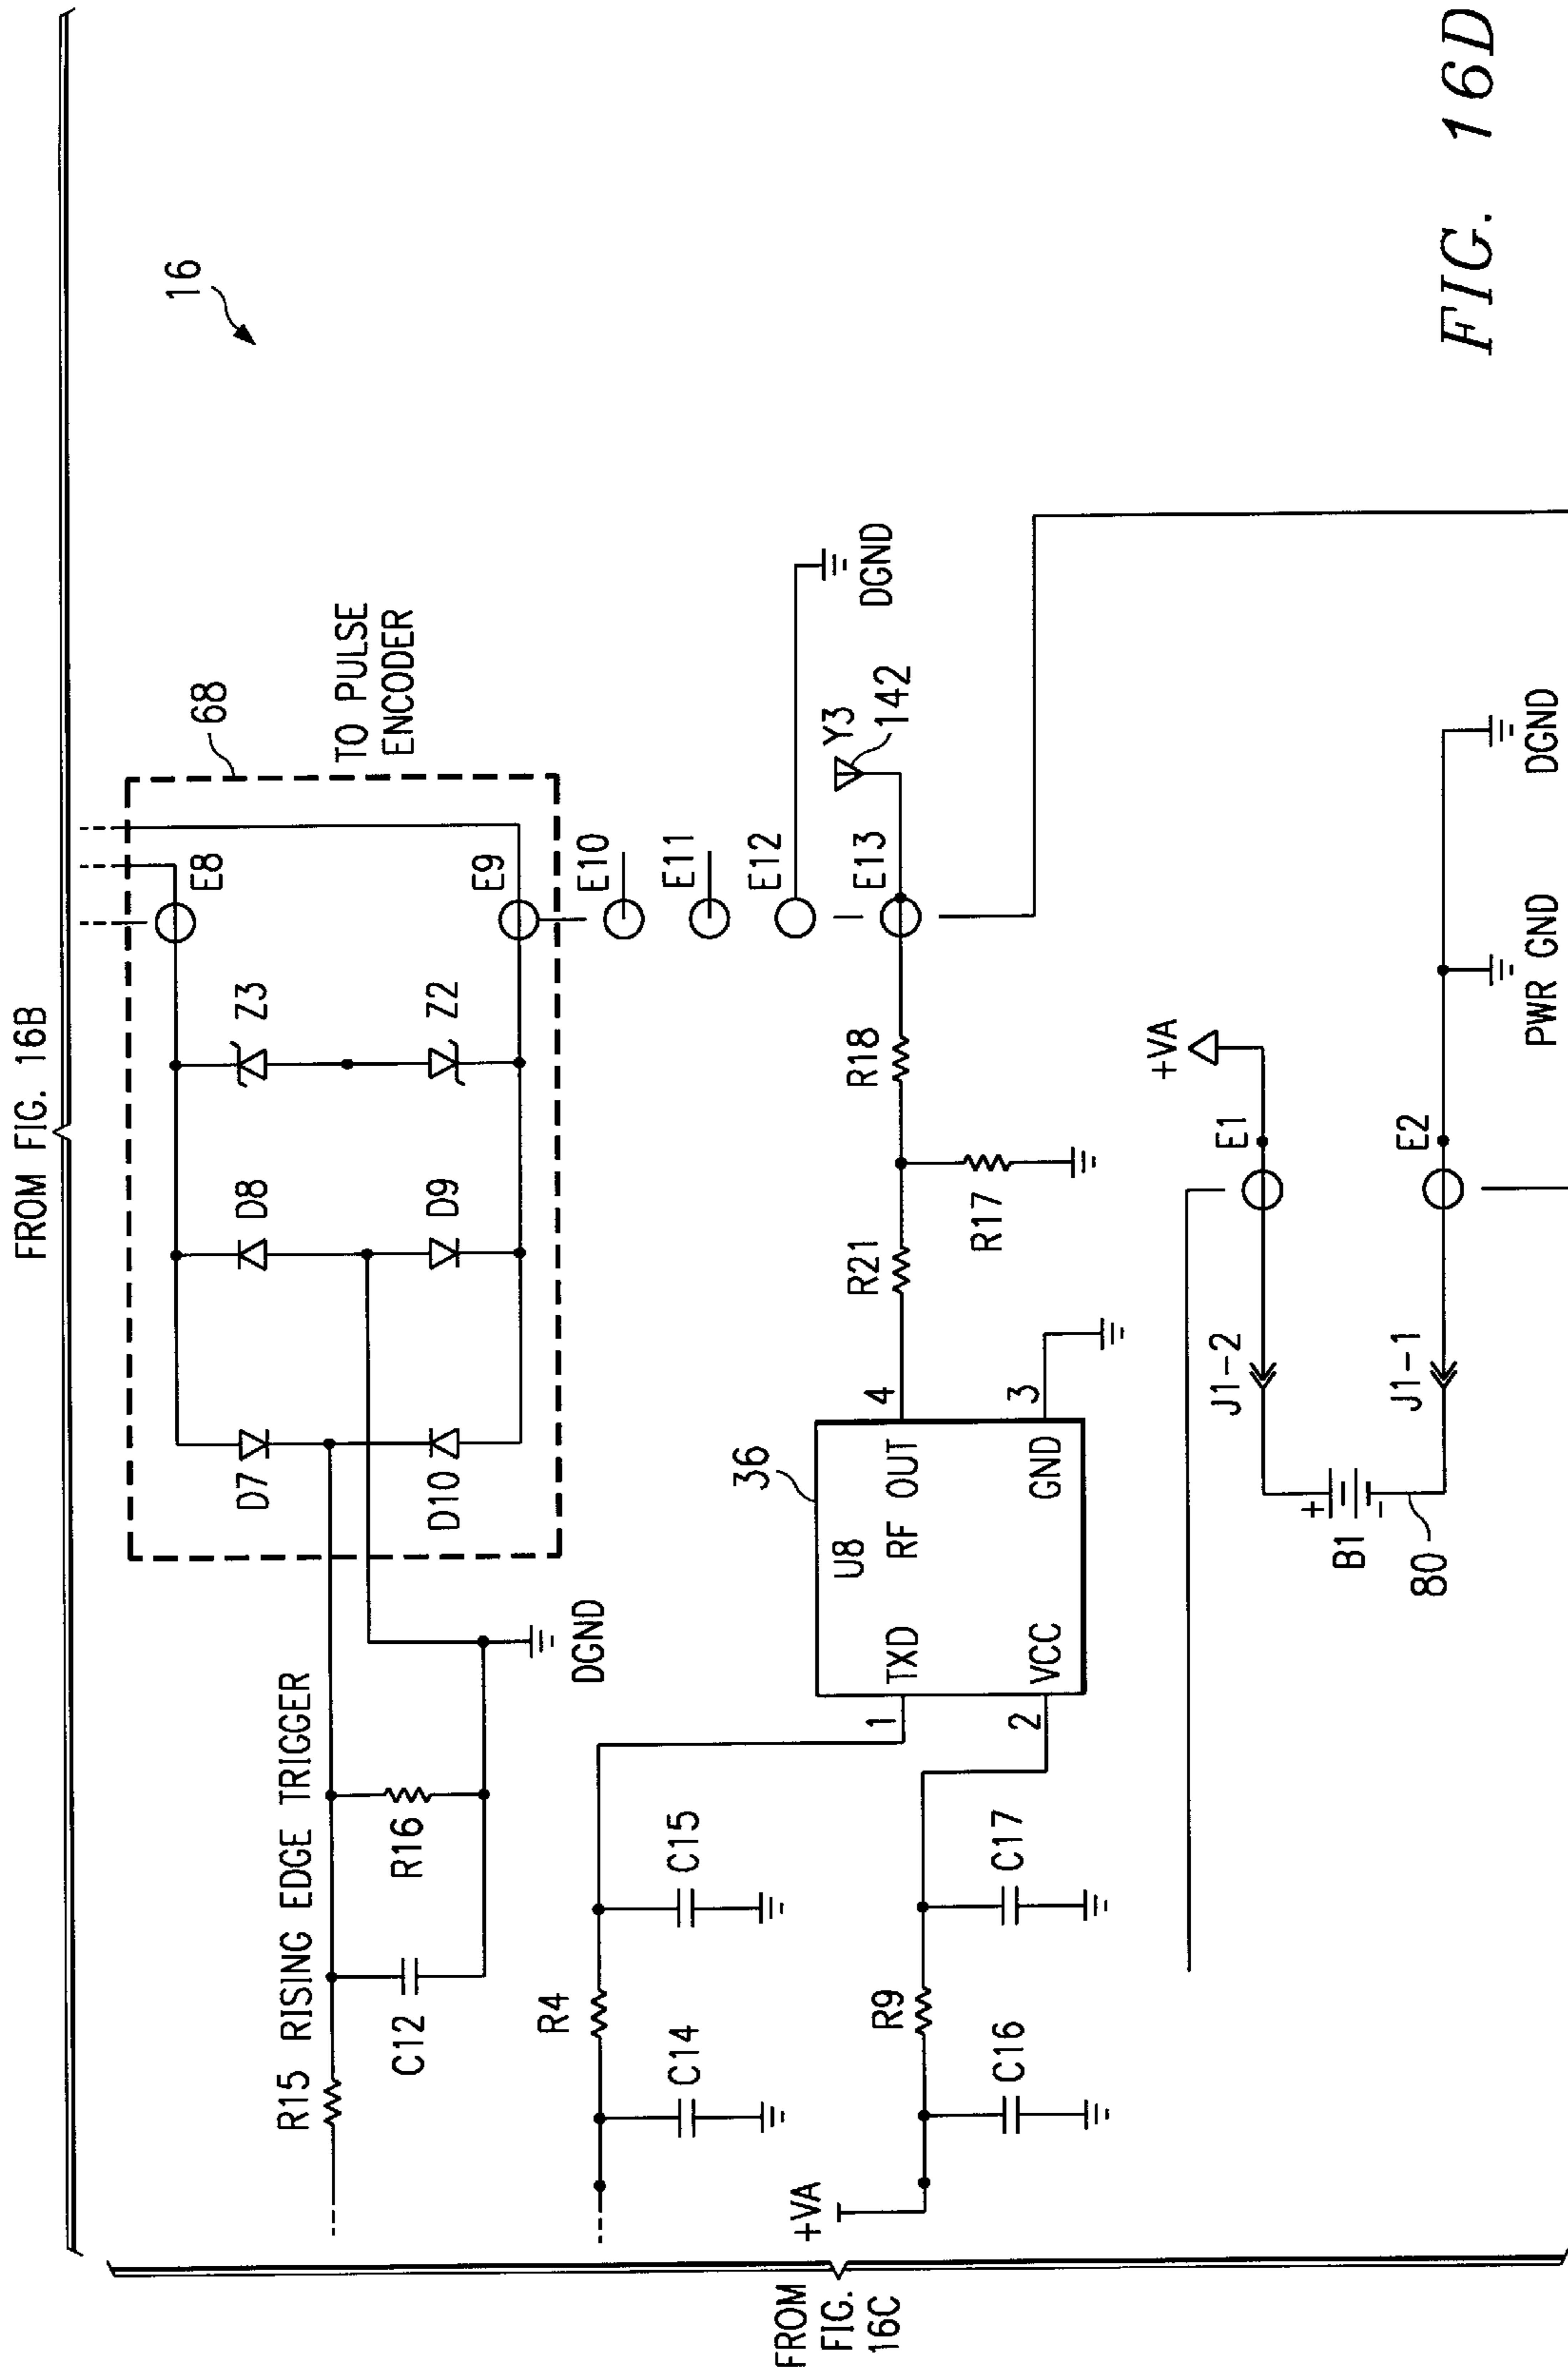 FROM FIG. 16B
16
68
TO PULSE
ENCODER
E8
Z3
D8
D7
R15 RISING EDGE TRIGGER
E9
Z2
D9
D10
R16
C12
DGND
E10
E11
E12
DGND
E13
Y3
142
R18
R21
R17
R4
C14
C15
36
U8
TXD
RF OUT
VCC
GND
1
2
3
4
+VA
R9
C16
C17
FROM
FIG.
16C
+VA
E1
J1-2
+
B1
-
80
J1-1
E2
PWR GND
DGND
FIG. 16D